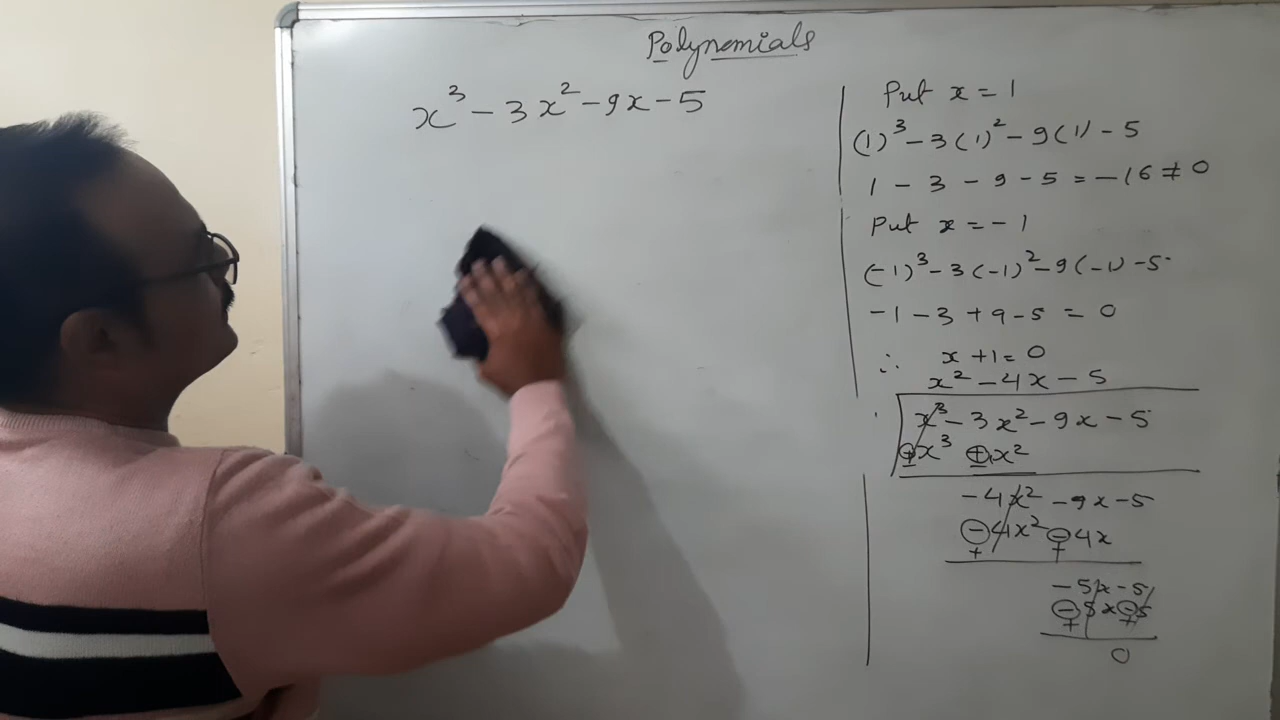 Polynomials
x³ - 3x² - 9x - 5
Put x = 1
(1)³ - 3(1)² - 9(1) - 5
1 - 3 - 9 - 5 = -16 ≠ 0
Put x = -1
(-1)³ - 3(-1)² - 9(-1) - 5
-1 - 3 + 9 - 5 = 0
∴ x + 1 = 0
x² - 4x - 5
x³ - 3x² - 9x - 5
+x³ + x²
-4x² - 9x - 5
-4x² - 4x
+ +
-5x - 5
-5x - 5
+ +
0